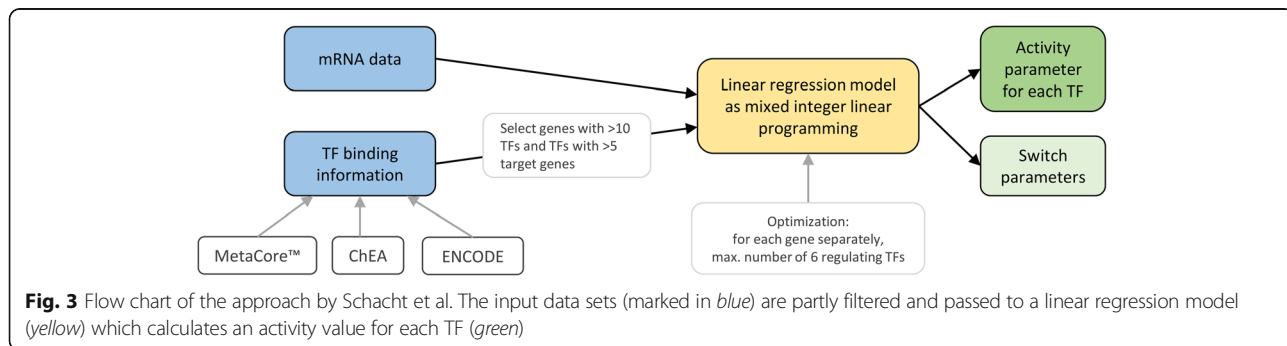 mRNA data
TF binding
information
MetaCore™
ChEA
ENCODE
Select genes with >10
TFs and TFs with >5
target genes
Linear regression model
as mixed integer linear
programming
Optimization:
for each gene separately,
max. number of 6 regulating TFs
Activity
parameter
for each TF
Switch
parameters
Fig. 3 Flow chart of the approach by Schacht et al. The input data sets (marked in blue) are partly filtered and passed to a linear regression model
(yellow) which calculates an activity value for each TF (green)